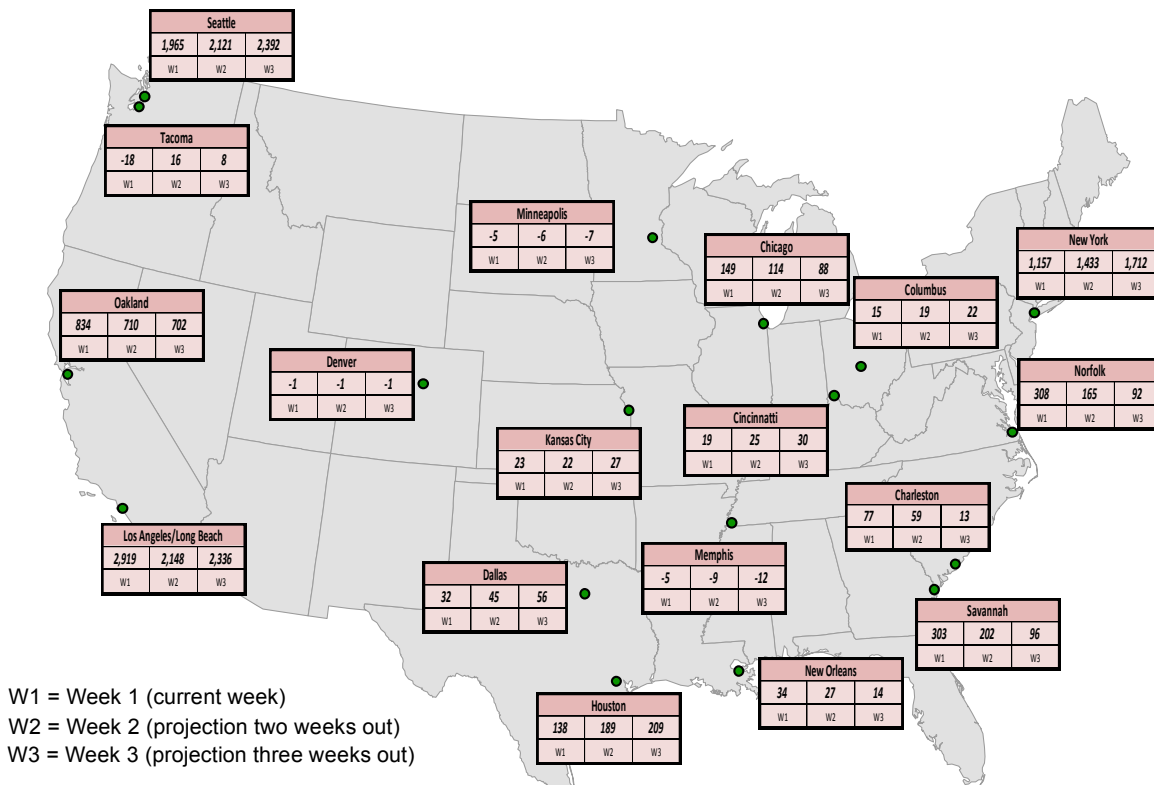 Seattle
1,965 2,121 2,392
W1 W2 W3
Tacoma
-18 16 8
W1 W2 W3
Minneapolis
-5 -6 -7
W1 W2 W3
Chicago
149 114 88
W1 W2 W3
New York
1,157 1,433 1,712
W1 W2 W3
Columbus
15 19 22
W1 W2 W3
Oakland
834 710 702
W1 W2 W3
Denver
-1 -1 -1
W1 W2 W3
Norfolk
308 165 92
W1 W2 W3
Cincinnatti
19 25 30
W1 W2 W3
Kansas City
23 22 27
W1 W2 W3
Charleston
77 59 13
W1 W2 W3
Los Angeles/Long Beach
2,919 2,148 2,336
W1 W2 W3
Memphis
-5 -9 -12
W1 W2 W3
Dallas
32 45 56
W1 W2 W3
Savannah
303 202 96
W1 W2 W3
New Orleans
34 27 14
W1 W2 W3
Houston
138 189 209
W1 W2 W3
W1 = Week 1 (current week)
W2 = Week 2 (projection two weeks out)
W3 = Week 3 (projection three weeks out)